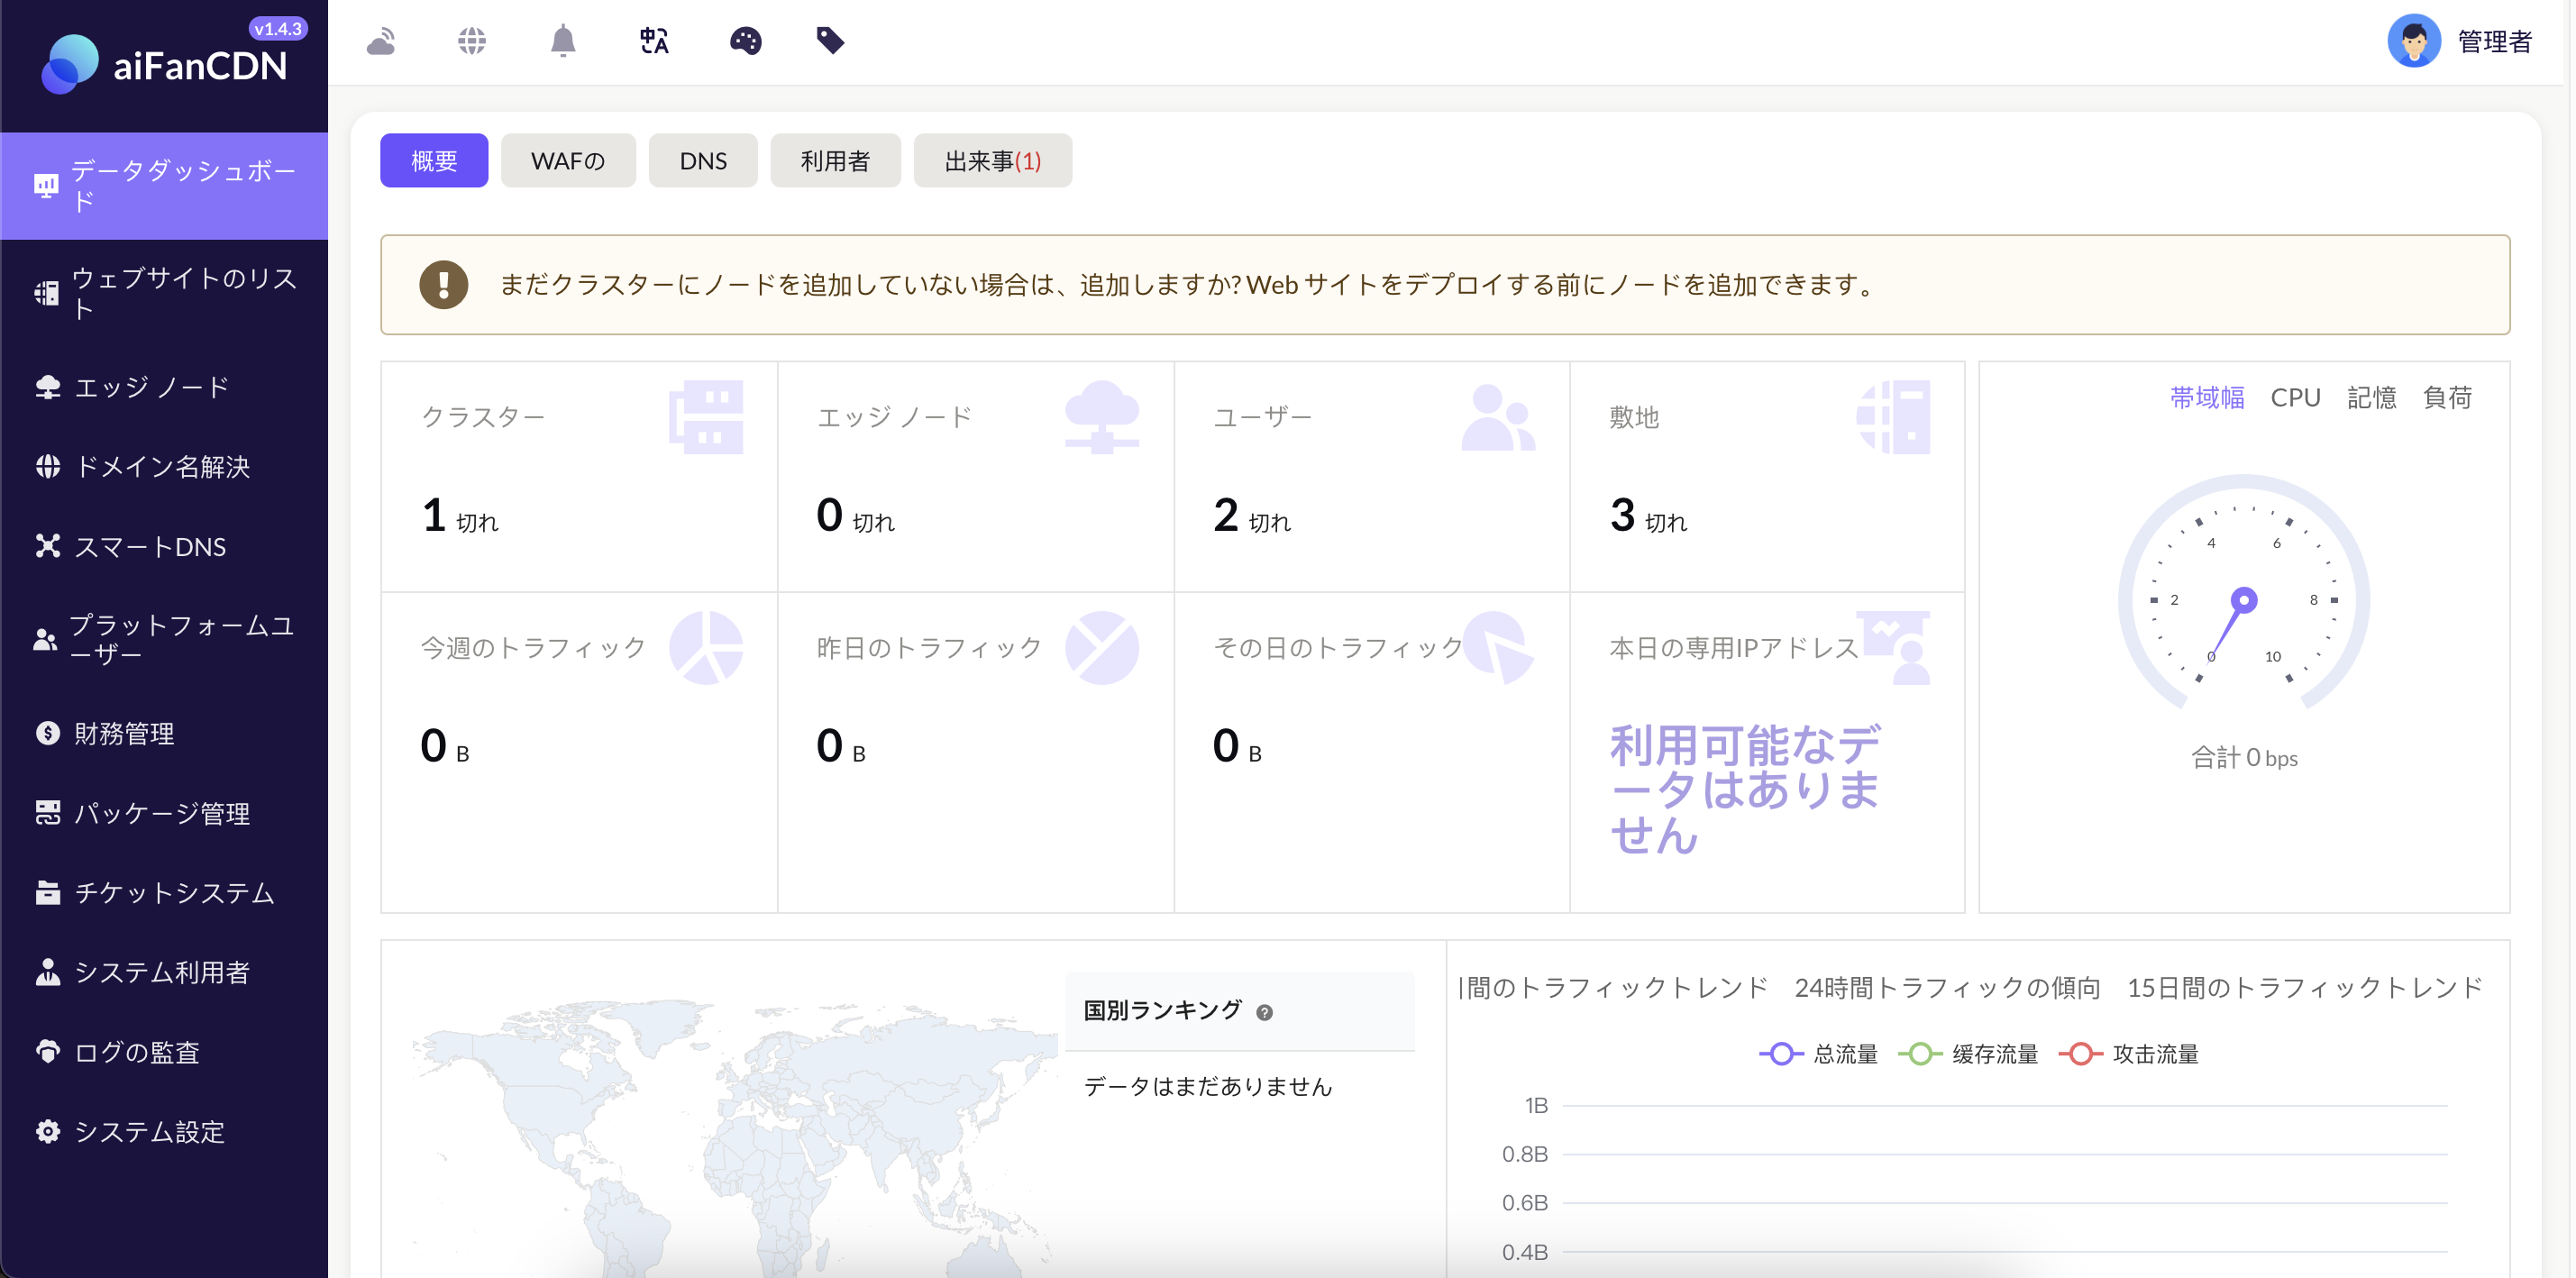 v1.4.3
aiFanCDN
管理者
データダッシュボー
ド
ウェブサイトのリス
ト
エッジ ノード
ドメイン名解決
スマートDNS
プラットフォームユ
ーザー
財務管理
パッケージ管理
チケットシステム
システム利用者
ログの監査
システム設定
概要
WAFの
DNS
利用者
出来事(1)
まだクラスターにノードを追加していない場合は、追加しますか? Web サイトをデプロイする前にノードを追加できます。
クラスター
1 切れ
エッジ ノード
0 切れ
ユーザー
2 切れ
敷地
3 切れ
今週のトラフィック
0 B
昨日のトラフィック
0 B
その日のトラフィック
0 B
本日の専用IPアドレス
利用可能なデ
ータはありま
せん
帯域幅 CPU 記憶 負荷
4 6
2 8
0 10
合計 0 bps
国別ランキング
データはまだありません
間のトラフィックトレンド 24時間トラフィックの傾向 15日間のトラフィックトレンド
总流量 缓存流量 攻击流量
1B
0.8B
0.6B
0.4B